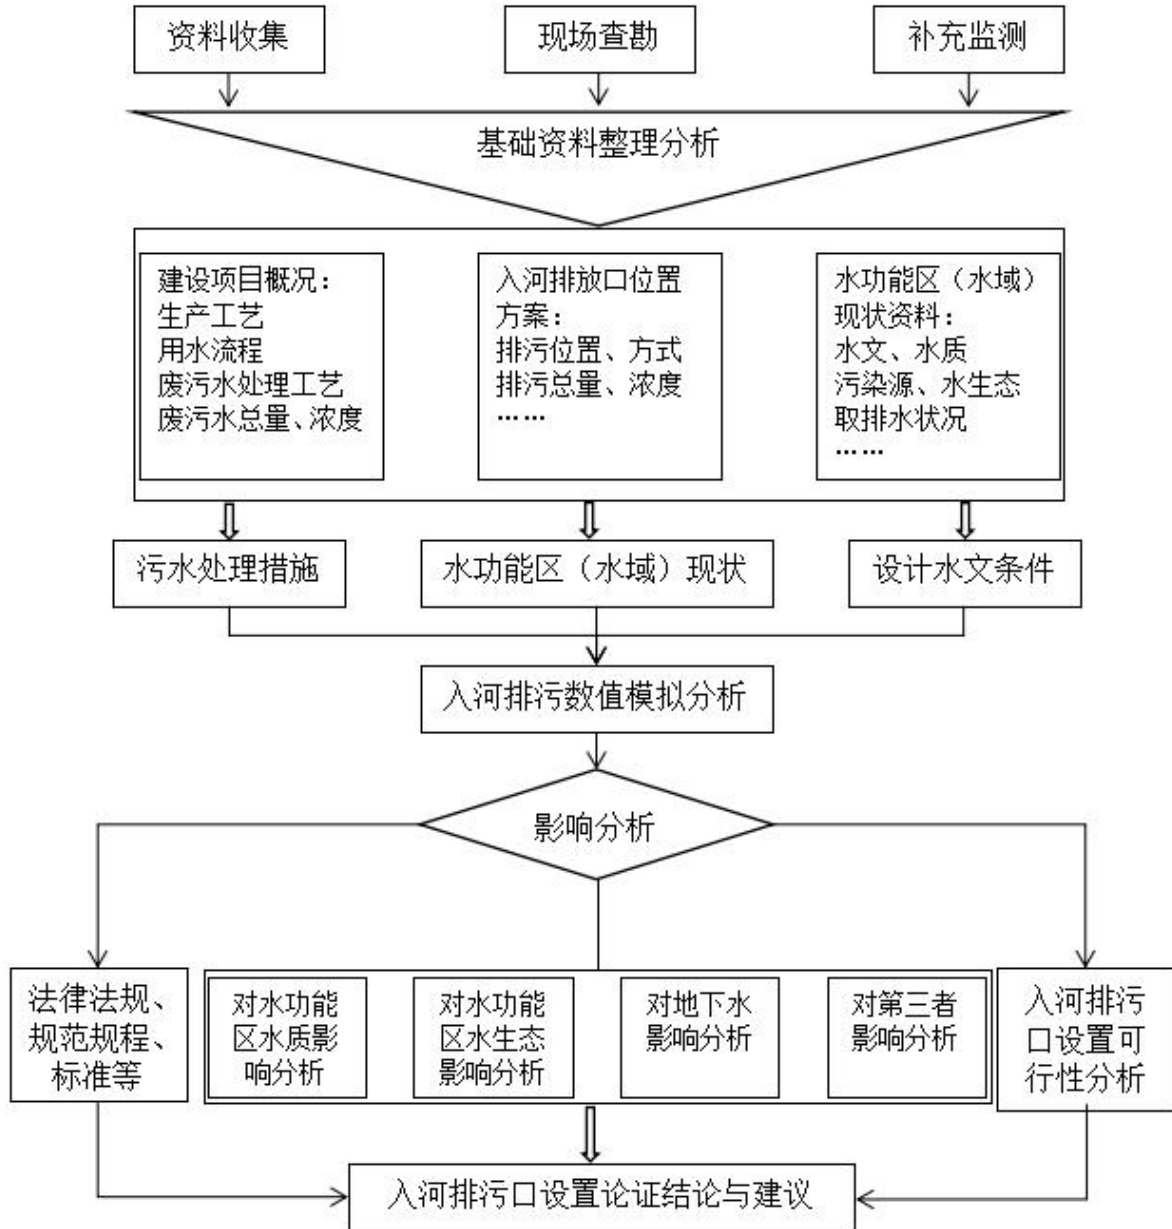 资料收集
现场查勘
补充监测
基础资料整理分析
建设项目概况：
生产工艺
用水流程
废污水处理工艺
废污水总量、浓度
入河排放口位置
方案：
排污位置、方式
排污总量、浓度
……
水功能区（水域）
现状资料：
水文、水质
污染源、水生态
取排水状况
……
污水处理措施
水功能区（水域）现状
设计水文条件
入河排污数值模拟分析
影响分析
法律法规、
规范规程、
标准等
对水功能
区水质影
响分析
对水功能
区水生态
影响分析
对地下水
影响分析
对第三者
影响分析
入河排污
口设置可
行性分析
入河排污口设置论证结论与建议